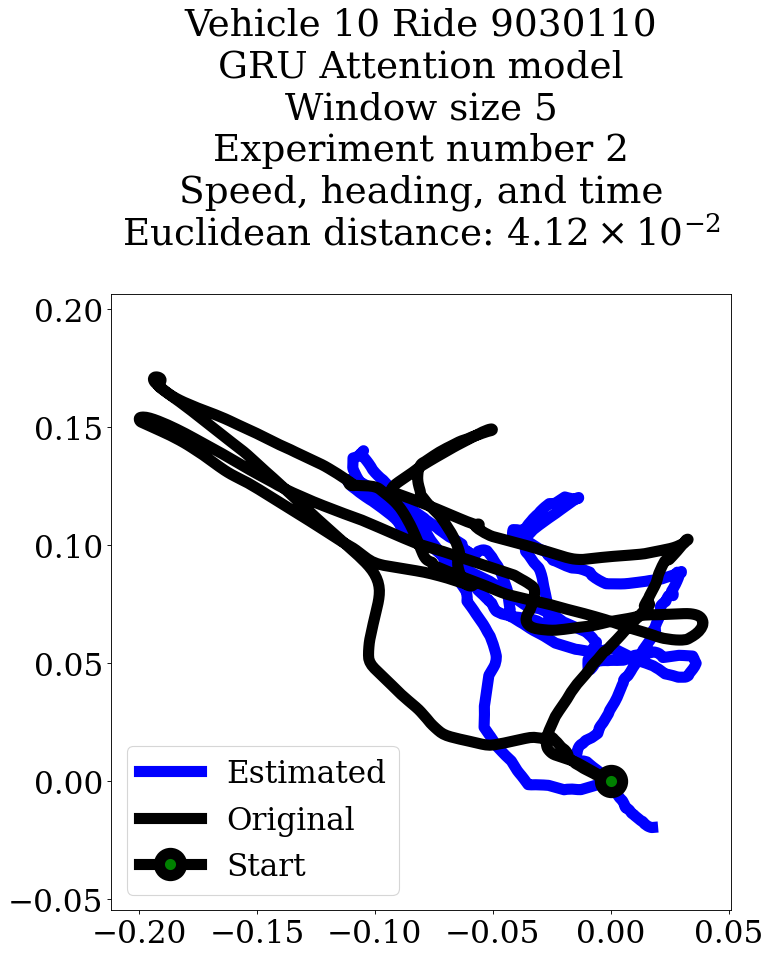 Vehicle 10 Ride 9030110
GRU Attention model
Window size 5
Experiment number 2
Speed, heading, and time
Euclidean distance: 4.12 × 10⁻²
0.20
0.15
0.10
0.05
0.00
−0.05
Estimated
Original
Start
−0.20 −0.15 −0.10 −0.05 0.00 0.05